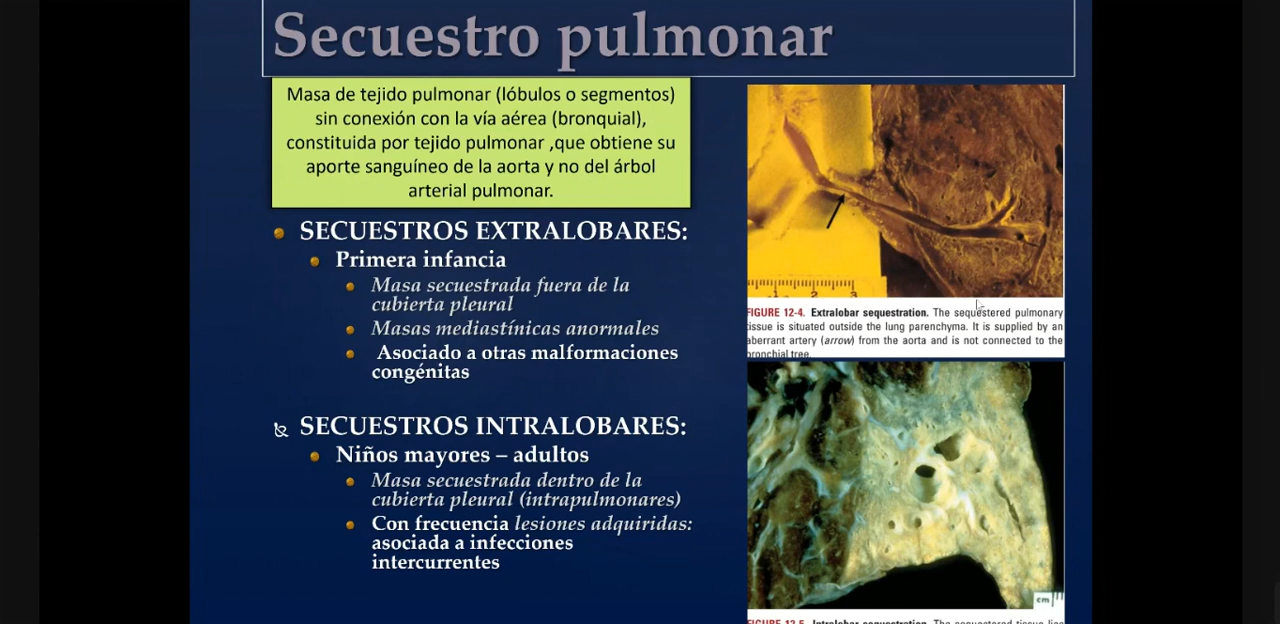 Secuestro pulmonar
Masa de tejido pulmonar (lóbulos o segmentos)
sin conexión con la vía aérea (bronquial),
constituida por tejido pulmonar ,que obtiene su
aporte sanguíneo de la aorta y no del árbol
arterial pulmonar.
SECUESTROS EXTRALOBARES:
Primera infancia
Masa secuestrada fuera de la
cubierta pleural
Masas mediastínicas anormales
Asociado a otras malformaciones
congénitas
SECUESTROS INTRALOBARES:
Niños mayores – adultos
Masa secuestrada dentro de la
cubierta pleural (intrapulmonares)
Con frecuencia lesiones adquiridas:
asociada a infecciones
intercurrentes
1 2 3
FIGURE 12-4. Extralobar sequestration. The sequestered pulmonary
tissue is situated outside the lung parenchyma. It is supplied by an
aberrant artery (arrow) from the aorta and is not connected to the
bronchial tree.
cm
FIGURE 12-5. Intralobar sequestration. The sequestered tissue lies